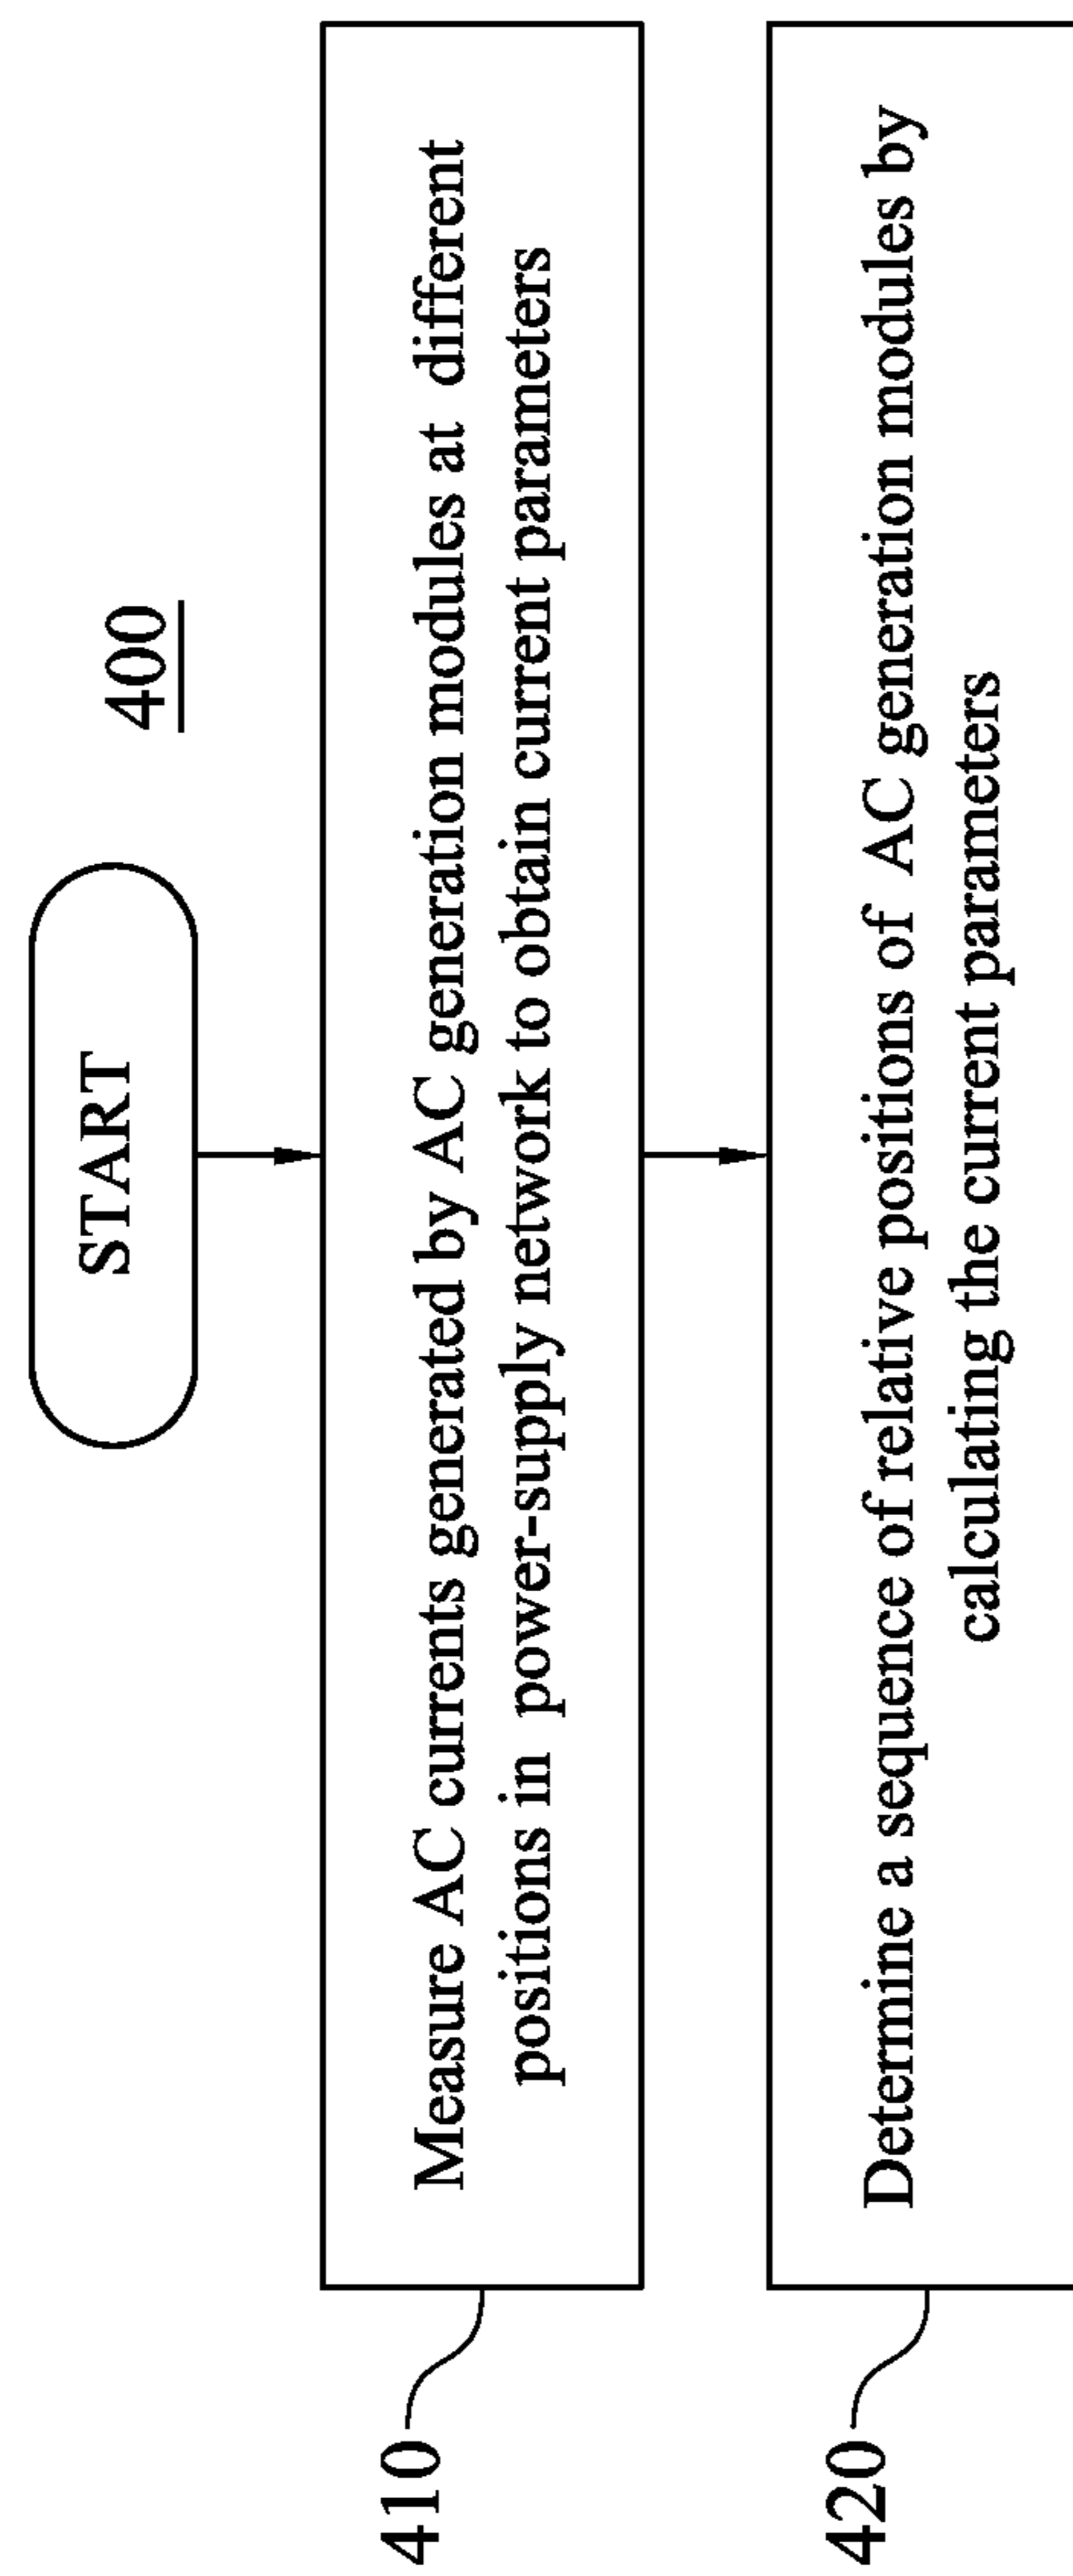 400
START
410
Measure AC currents generated by AC generation modules at different
positions in power-supply network to obtain current parameters
420
Determine a sequence of relative positions of AC generation modules by
calculating the current parameters